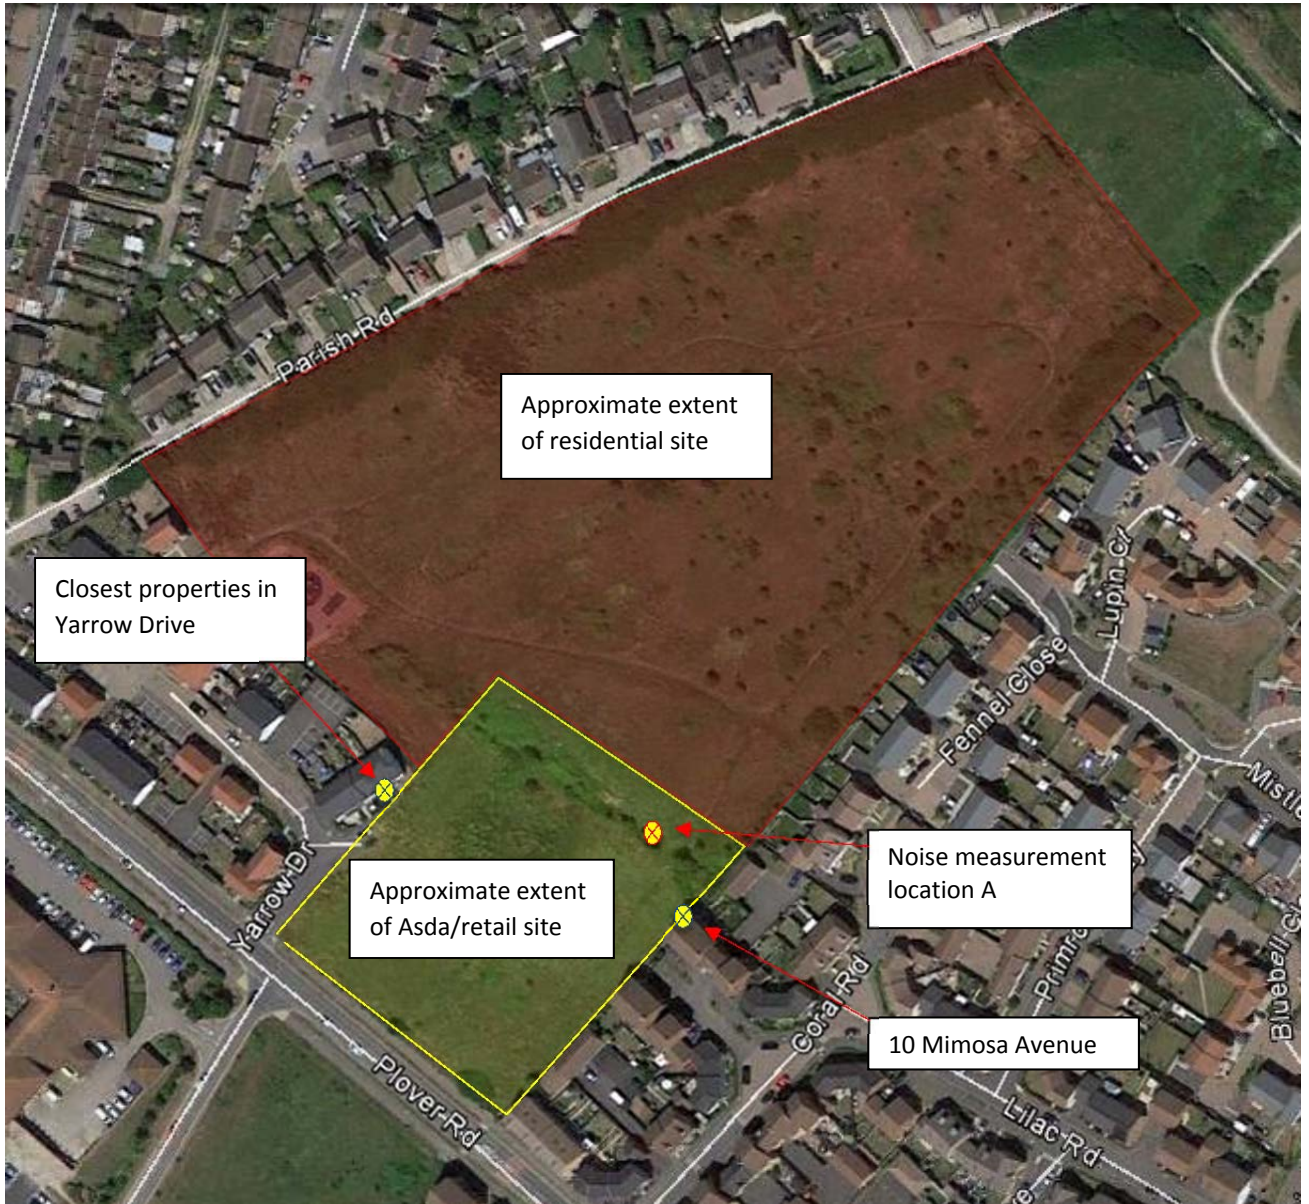 Parish Rd
Approximate extent
of residential site
Closest properties in
Yarrow Drive
Lupin Ct
Fennel Close
Yarrow Dr
Approximate extent
of Asda/retail site
Noise measurement
location A
Coral Rd
10 Mimosa Avenue
Plover Rd
Lilac Rd